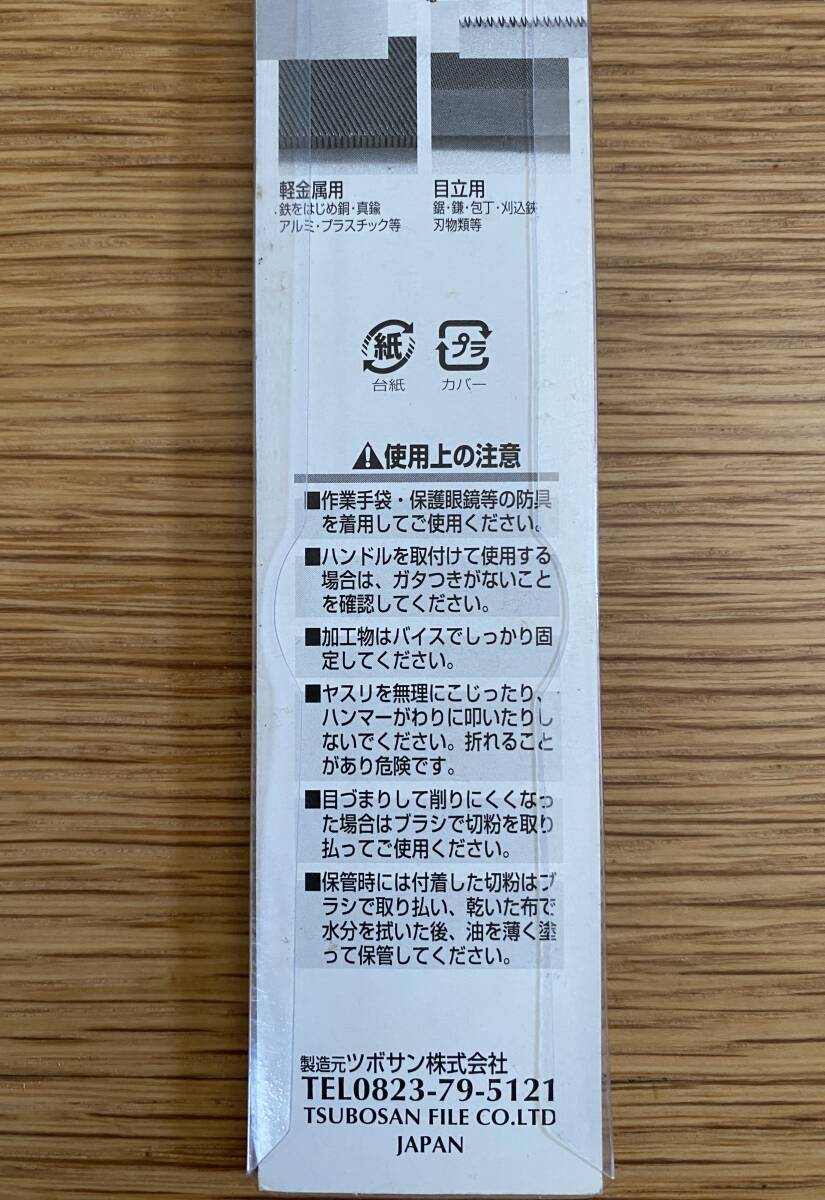 軽金属用
鉄をはじめ銅・真鍮
アルミ・プラスチック等
目立用
鋸・鎌・包丁・刈込鋏
刃物類等
紙
台紙
プラ
カバー
使用上の注意
■作業手袋・保護眼鏡等の防具
を着用してご使用ください。
■ハンドルを取付けて使用する
場合は、ガタつきがないこと
を確認してください。
■加工物はバイスでしっかり固
定してください。
■ヤスリを無理にこじったり、
ハンマーがわりに叩いたりし
ないでください。折れること
があり危険です。
■目づまりして削りにくくなっ
た場合はブラシで切粉を取り
払ってご使用ください。
■保管時には付着した切粉はブ
ラシで取り払い、乾いた布で
水分を拭いた後、油を薄く塗
って保管してください。
製造元ツボサン株式会社
TEL0823-79-5121
TSUBOSAN FILE CO.LTD
JAPAN